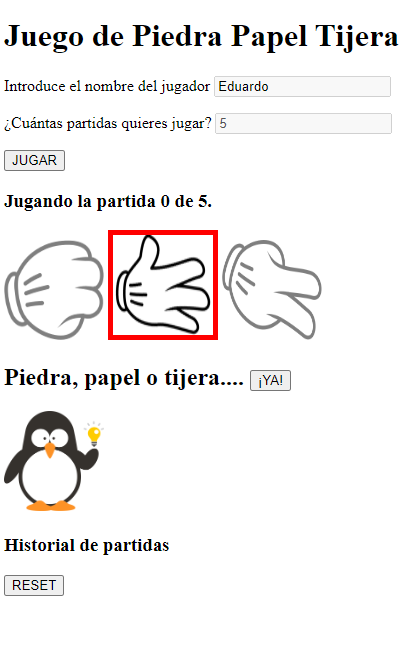 Juego de Piedra Papel Tijera
Introduce el nombre del jugador Eduardo
¿Cuántas partidas quieres jugar? 5
JUGAR
Jugando la partida 0 de 5.
Piedra, papel o tijera.... ¡YA!
Historial de partidas
RESET